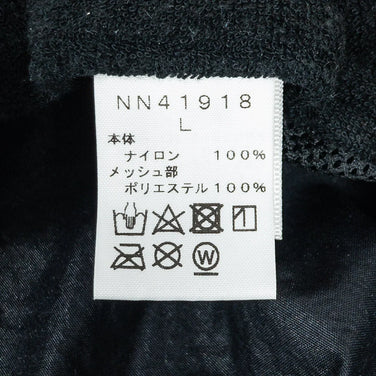 NN41918
L
本体
ナイロン 100%
メッシュ部
ポリエステル100%
W